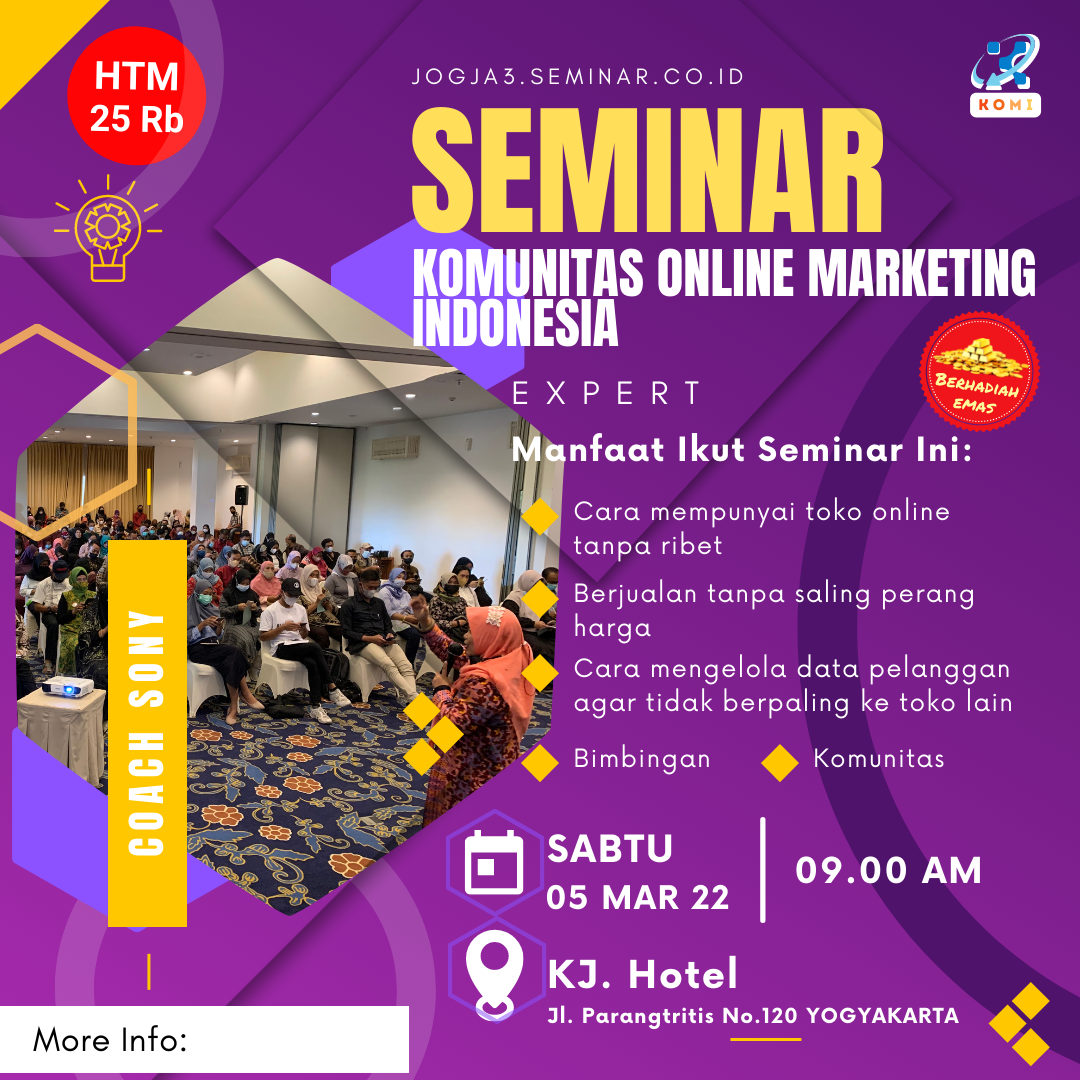 HTM
25 Rb
JOGJA3.SEMINAR.CO.ID
KOMI
SEMINAR
KOMUNITAS ONLINE MARKETING
INDONESIA
BERHADIAH
EMAS
EXPERT
Manfaat Ikut Seminar Ini:
Cara mempunyai toko online
tanpa ribet
Berjualan tanpa saling perang
harga
Cara mengelola data pelanggan
agar tidak berpaling ke toko lain
Bimbingan
Komunitas
COACH SONY
SABTU
05 MAR 22
09.00 AM
KJ. Hotel
Jl. Parangtritis No.120 YOGYAKARTA
More Info: